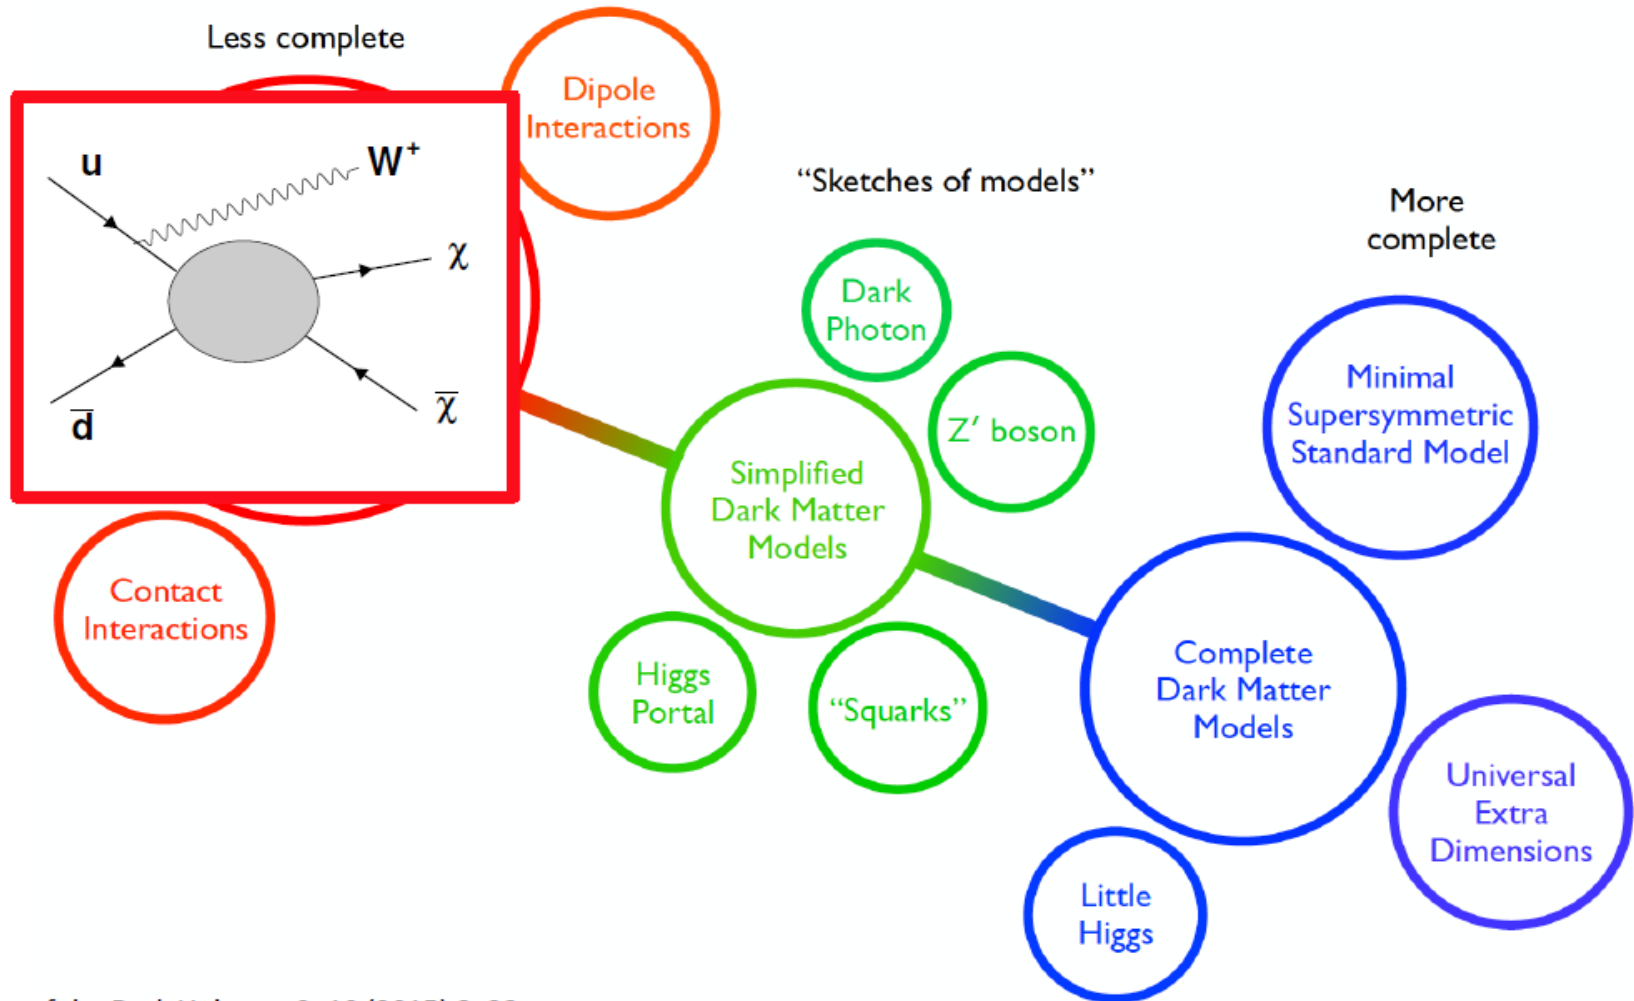 Less complete
Dipole
Interactions
u
W⁺
χ
d̅
χ̅
Contact
Interactions
“Sketches of models”
Dark
Photon
Z′ boson
Simplified
Dark Matter
Models
Higgs
Portal
“Squarks”
More
complete
Minimal
Supersymmetric
Standard Model
Complete
Dark Matter
Models
Universal
Extra
Dimensions
Little
Higgs